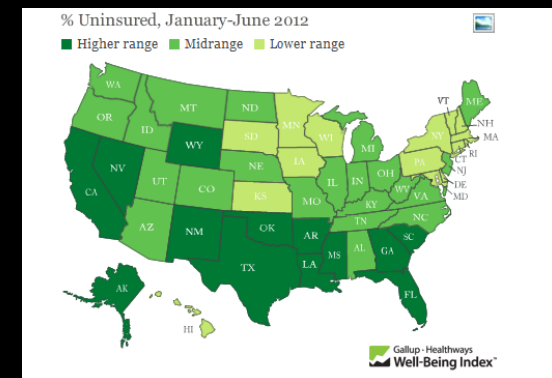 % Uninsured, January-June 2012
Higher range Midrange Lower range
WA
MT
ND
MN
VT
ME
OR
ID
SD
WI
NY
NH
MA
WY
MI
RI
CT
IA
PA
NJ
NV
NE
OH
DE
UT
IL
IN
MD
CA
CO
WV
VA
KS
MO
KY
NC
TN
AZ
OK
NM
AR
SC
MS
AL
GA
TX
LA
AK
FL
HI
Gallup - Healthways
Well-Being Index™